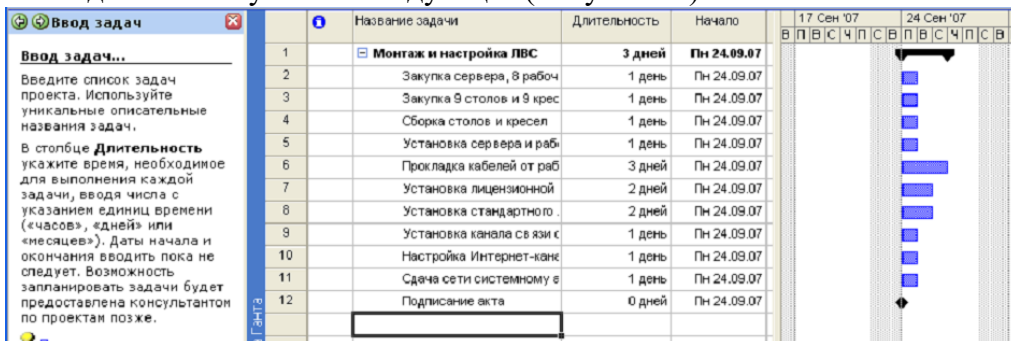 Ввод задач
Ввод задач...
Введите список задач
проекта. Используйте
уникальные описательные
названия задач.
В столбце Длительность
укажите время, необходимое
для выполнения каждой
задачи, вводя числа с
указанием единиц времени
(«часов», «дней» или
«месяцев»). Даты начала и
окончания вводить пока не
следует. Возможность
запланировать задачи будет
предоставлена консультантом
по проектам позже.
Ганта
Название задачи Длительность Начало 17 Сен '07 24 Сен '07
В П В С Ч П С В П В С Ч П С В
1 Монтаж и настройка ЛВС 3 дней Пн 24.09.07
2 Закупка сервера, 8 рабоч 1 день Пн 24.09.07
3 Закупка 9 столов и 9 крес 1 день Пн 24.09.07
4 Сборка столов и кресел 1 день Пн 24.09.07
5 Установка сервера и раб 1 день Пн 24.09.07
6 Прокладка кабелей от раб 3 дней Пн 24.09.07
7 Установка лицензионной 2 дней Пн 24.09.07
8 Установка стандартного 2 дней Пн 24.09.07
9 Установка канала связи с 1 день Пн 24.09.07
10 Настройка Интернет-кана 1 день Пн 24.09.07
11 Сдача сети системному 1 день Пн 24.09.07
12 Подписание акта 0 дней Пн 24.09.07